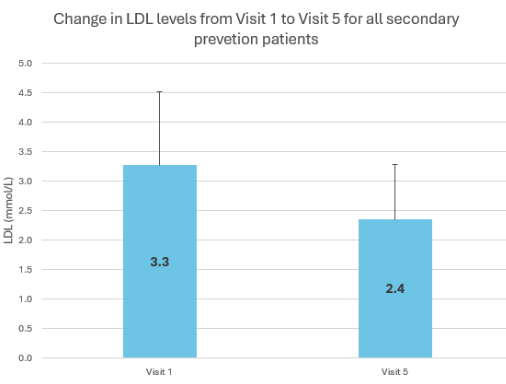 Change in LDL levels from Visit 1 to Visit 5 for all secondary
prevetion patients
5.0
4.5
4.0
3.5
3.0
2.5
2.0
1.5
1.0
0.5
0.0
LDL (mmol/L)
3.3
2.4
Visit 1
Visit 5